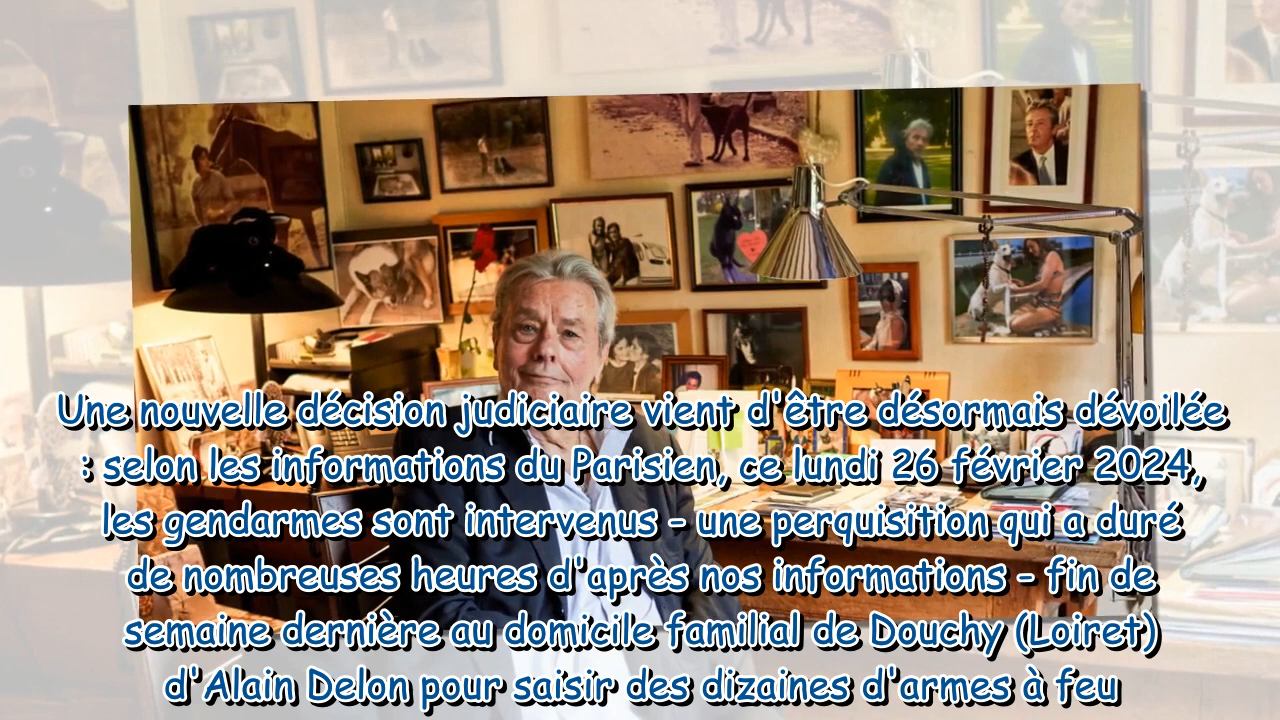 Une nouvelle décision judiciaire vient d'être désormais dévoilée
: selon les informations du Parisien, ce lundi 26 février 2024,
les gendarmes sont intervenus - une perquisition qui a duré
de nombreuses heures d'après nos informations - fin de
semaine dernière au domicile familial de Douchy (Loiret)
d'Alain Delon pour saisir des dizaines d'armes à feu